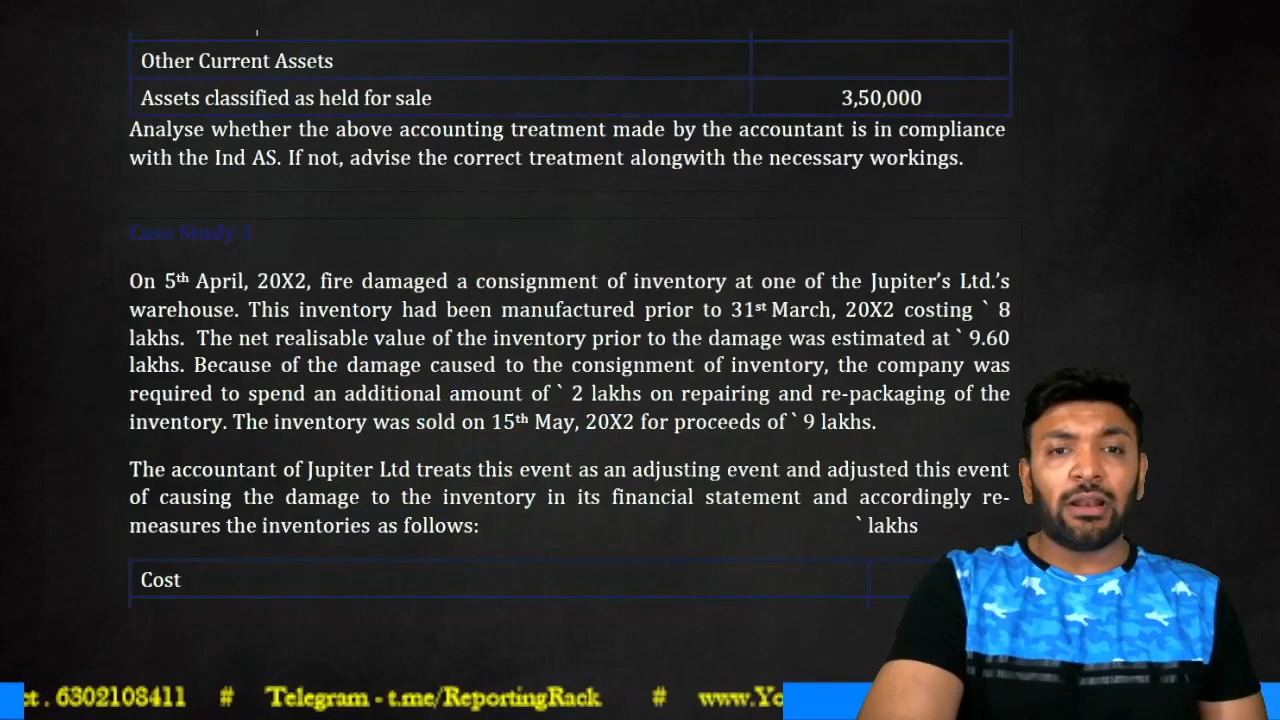 Other Current Assets
Assets classified as held for sale 3,50,000
Analyse whether the above accounting treatment made by the accountant is in compliance
with the Ind AS. If not, advise the correct treatment alongwith the necessary workings.
Case Study 3
On 5th April, 20X2, fire damaged a consignment of inventory at one of the Jupiter's Ltd.'s
warehouse. This inventory had been manufactured prior to 31st March, 20X2 costing ` 8
lakhs. The net realisable value of the inventory prior to the damage was estimated at ` 9.60
lakhs. Because of the damage caused to the consignment of inventory, the company was
required to spend an additional amount of ` 2 lakhs on repairing and re-packaging of the
inventory. The inventory was sold on 15th May, 20X2 for proceeds of ` 9 lakhs.
The accountant of Jupiter Ltd treats this event as an adjusting event and adjusted this event
of causing the damage to the inventory in its financial statement and accordingly re-
measures the inventories as follows: ` lakhs
Cost
ct . 6302108411 # Telegram - t.me/ReportingRack # www.Yo